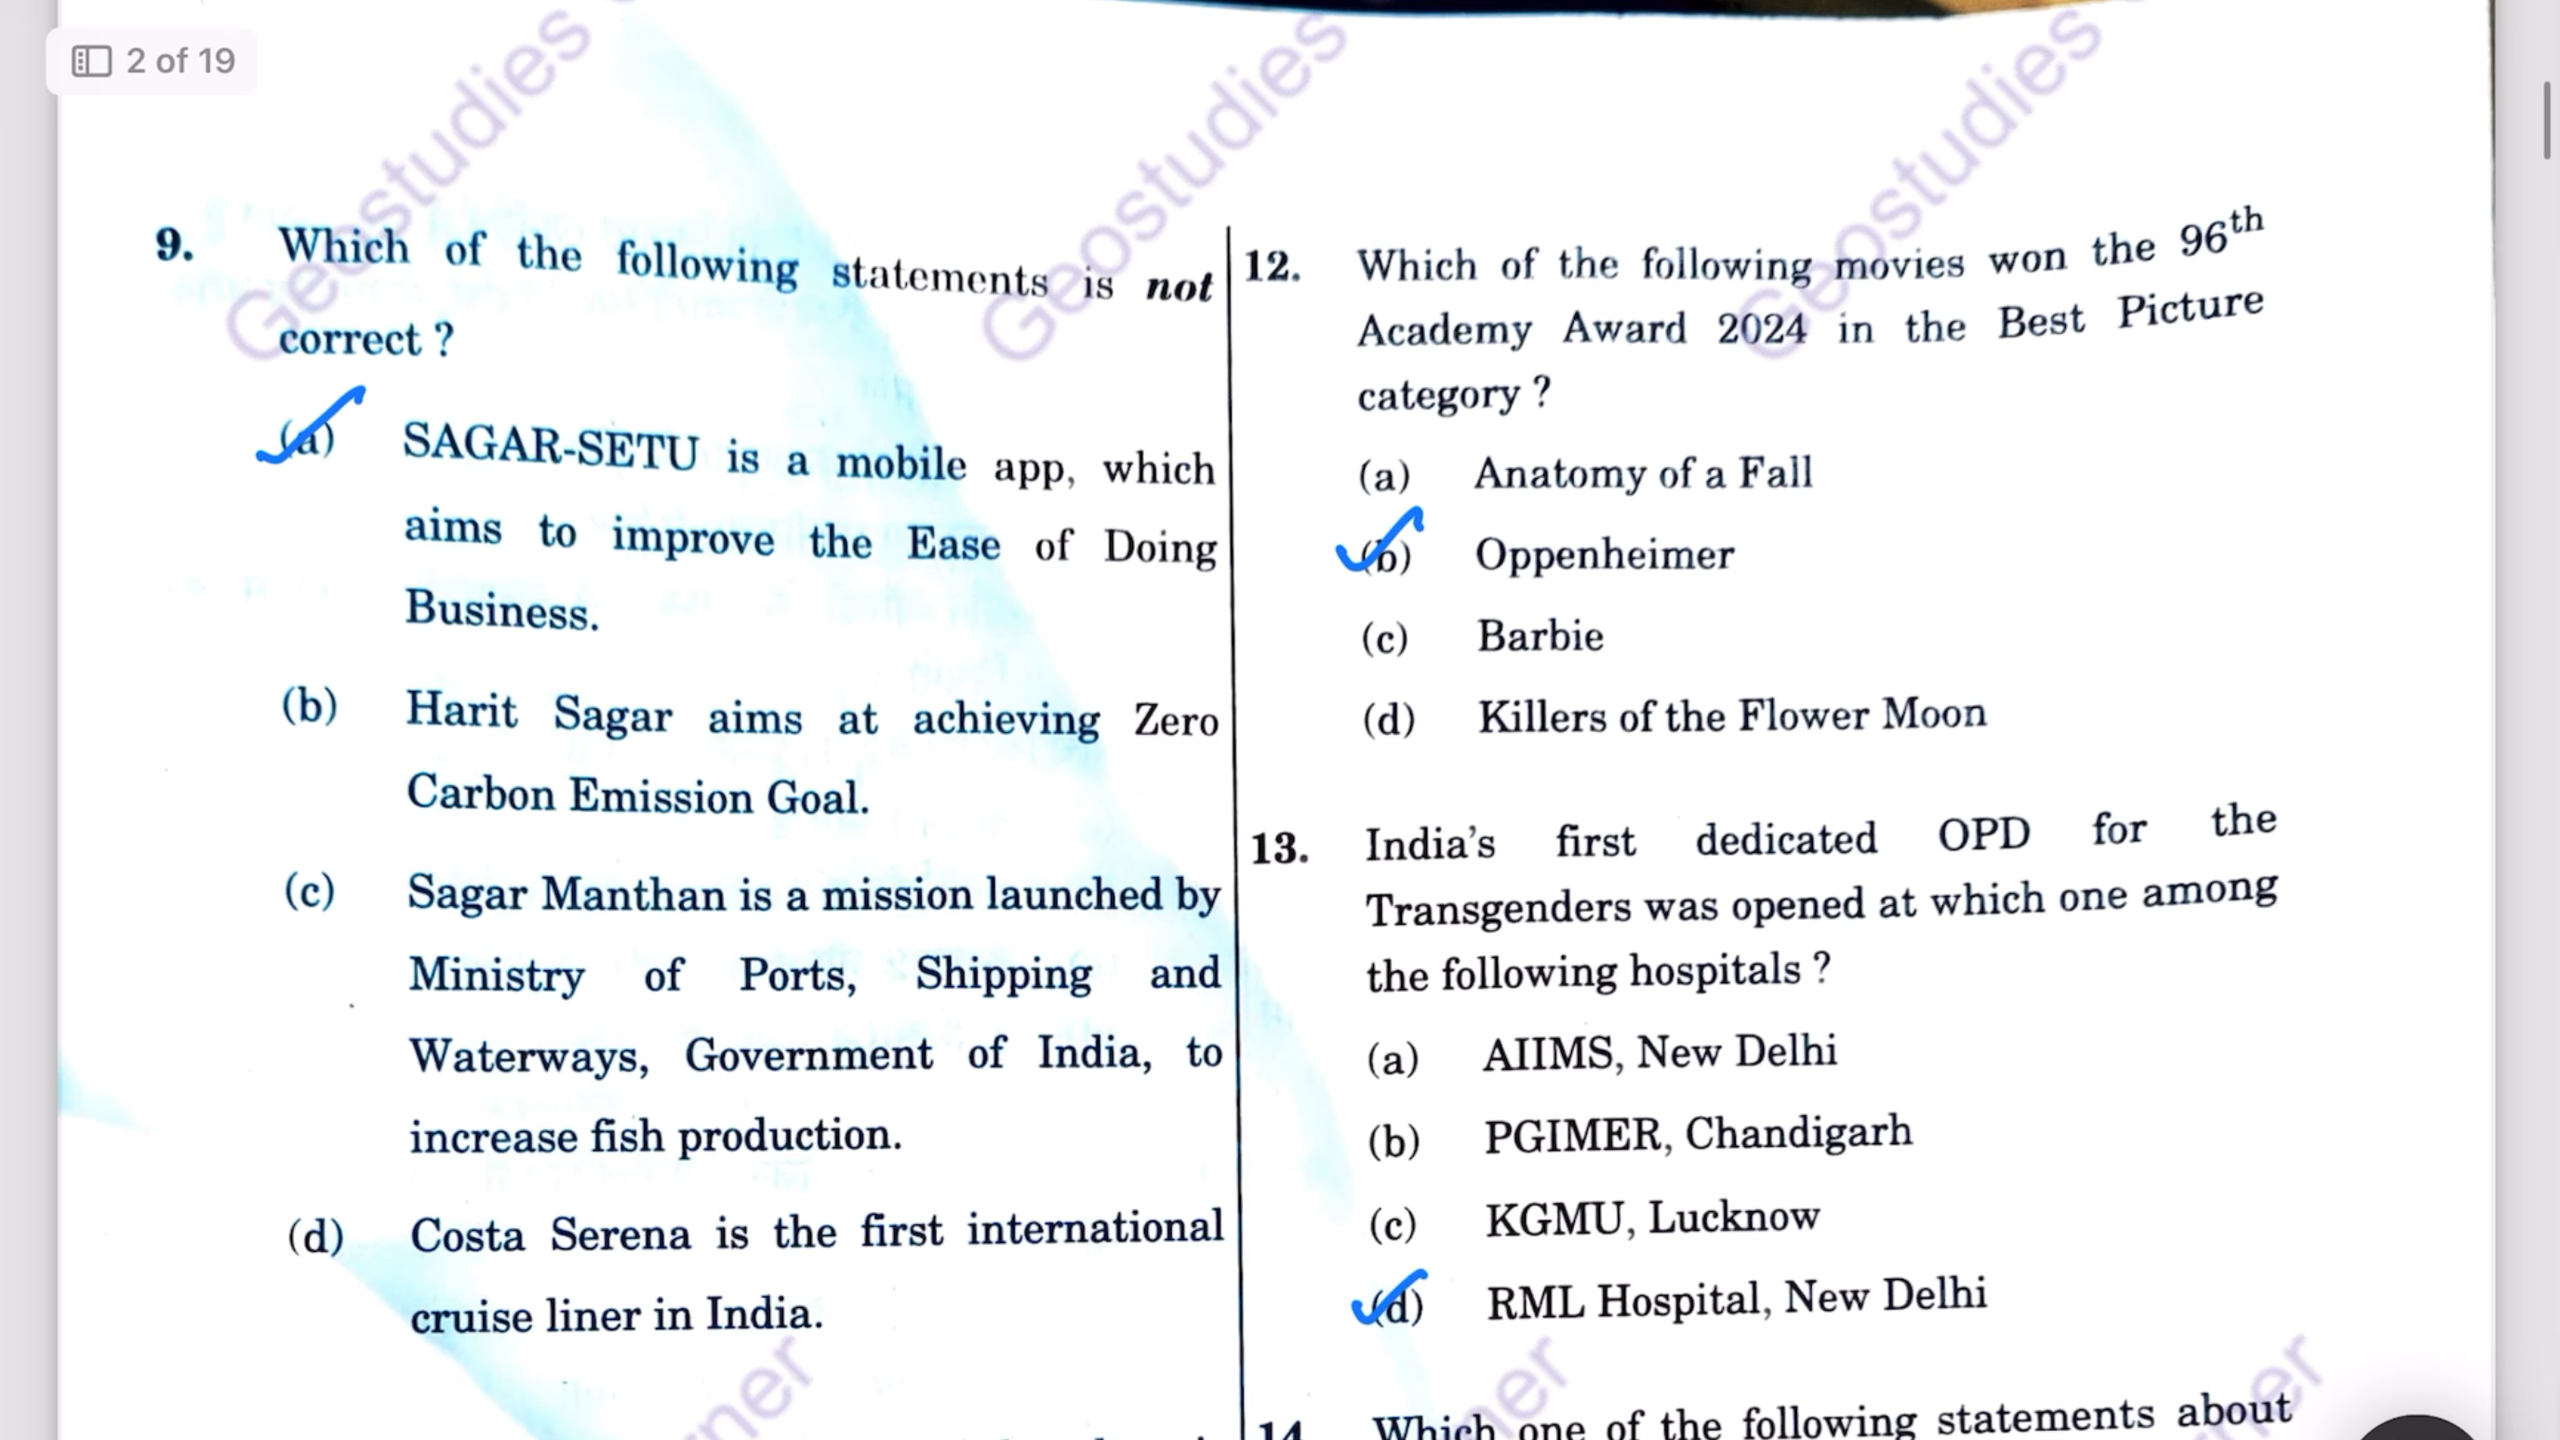 2 of 19
Geostudies
Geostudies
Geostudies
9. Which of the following statements is not
correct ?
(a) SAGAR-SETU is a mobile app, which
aims to improve the Ease of Doing
Business.
(b) Harit Sagar aims at achieving Zero
Carbon Emission Goal.
(c) Sagar Manthan is a mission launched by
Ministry of Ports, Shipping and
Waterways, Government of India, to
increase fish production.
(d) Costa Serena is the first international
cruise liner in India.
12. Which of the following movies won the 96th
Academy Award 2024 in the Best Picture
category ?
(a) Anatomy of a Fall
(b) Oppenheimer
(c) Barbie
(d) Killers of the Flower Moon
13. India's first dedicated OPD for the
Transgenders was opened at which one among
the following hospitals ?
(a) AIIMS, New Delhi
(b) PGIMER, Chandigarh
(c) KGMU, Lucknow
(d) RML Hospital, New Delhi
14 Which one of the following statements about